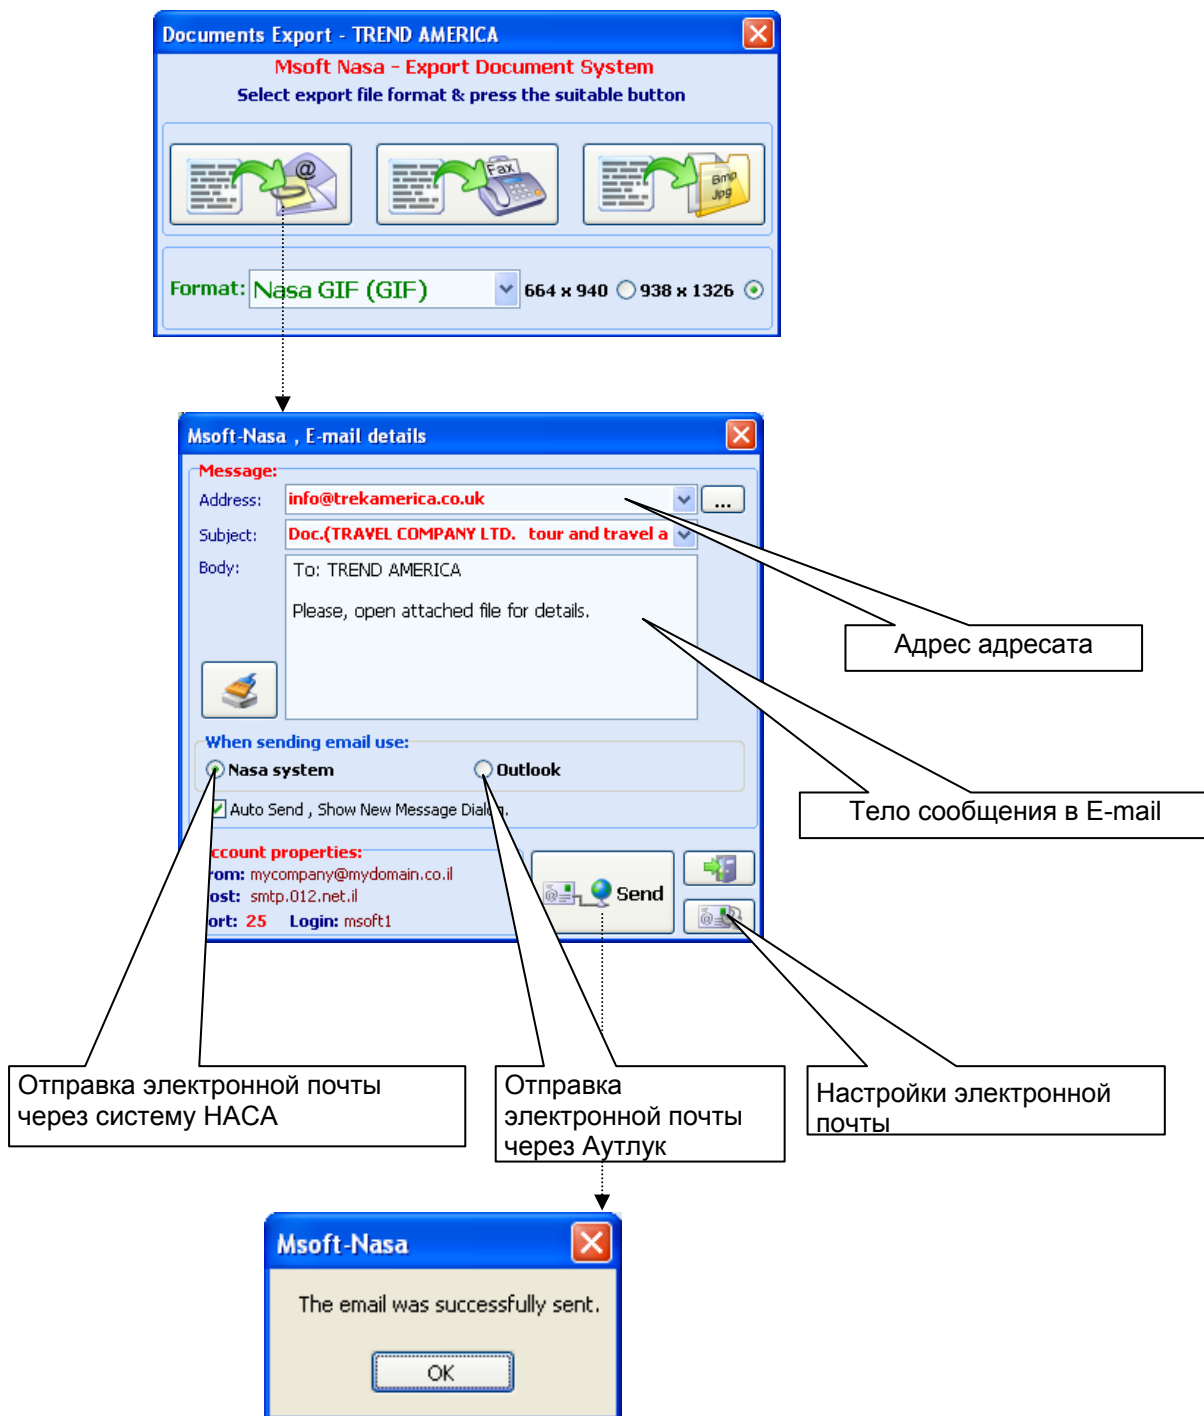 Documents Export - TREND AMERICA
Msoft Nasa - Export Document System
Select export file format & press the suitable button
@
Fax
Bmp
Jpg
Format: Nasa GIF (GIF) 664 x 940 938 x 1326
Msoft-Nasa , E-mail details
Message:
Address: info@trekamerica.co.uk ...
Subject: Doc.(TRAVEL COMPANY LTD. tour and travel a
Body: To: TREND AMERICA
Please, open attached file for details.
Адрес адресата
When sending email use:
Nasa system Outlook
Auto Send , Show New Message Dialog.
Тело сообщения в E-mail
ccount properties:
rom: mycompany@mydomain.co.il
ost: smtp.012.net.il
ort: 25 Login: msoft1
Send
Отправка электронной почты
через систему НАСА
Отправка
электронной почты
через Аутлук
Настройки электронной
почты
Msoft-Nasa
The email was successfully sent.
OK